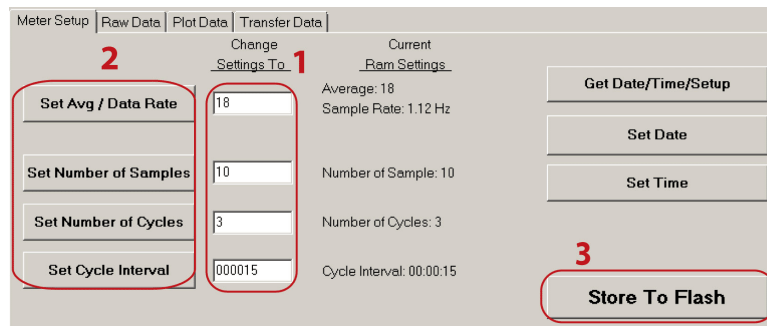 Meter Setup Raw Data Plot Data Transfer Data
2
Change
Settings To
1
Current
Ram Settings
Set Avg / Data Rate
18
Average: 18
Sample Rate: 1.12 Hz
Get Date/Time/Setup
Set Date
Set Number of Samples
10
Number of Sample: 10
Set Time
Set Number of Cycles
3
Number of Cycles: 3
Set Cycle Interval
000015
Cycle Interval: 00:00:15
3
Store To Flash